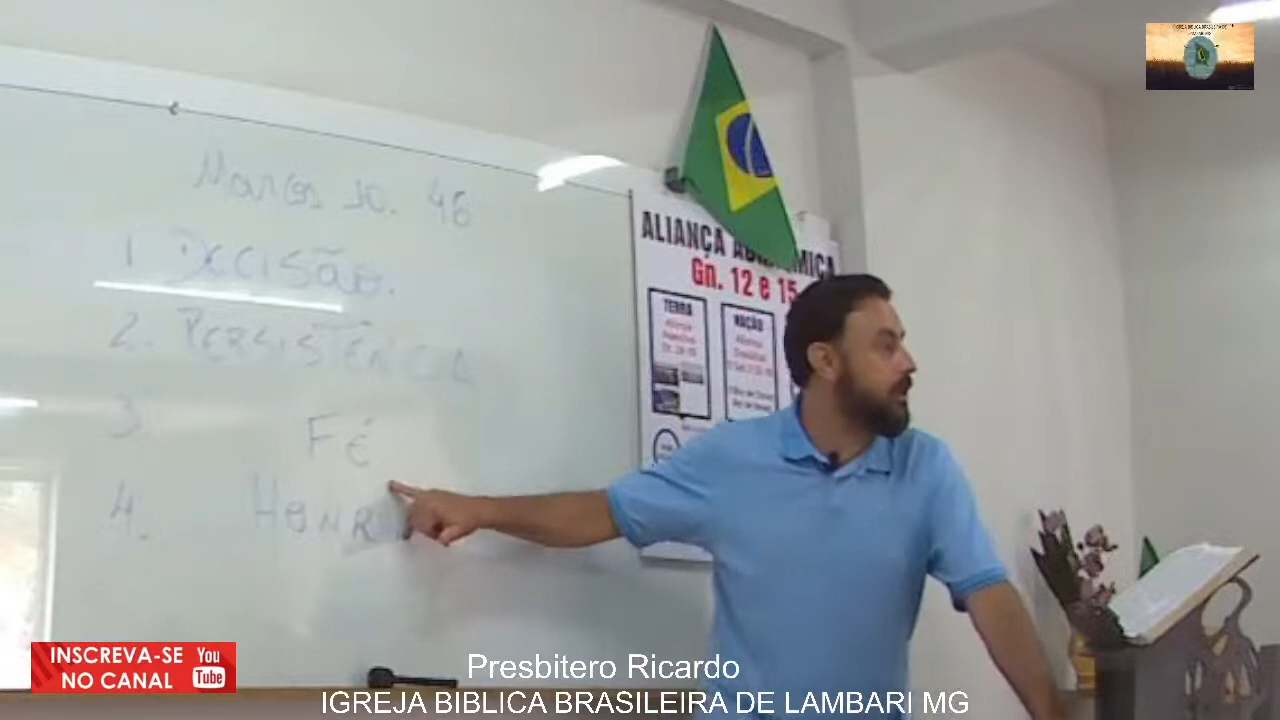 Marcos 10. 46
1 DECISÃO.
2. PERSISTÊNCIA
3. FÉ
4. HONR
ALIANÇA
Gn. 12 e 15
TERRA
NAÇÃO
INSCREVA-SE
NO CANAL
You
Tube
Presbitero Ricardo
IGREJA BIBLICA BRASILEIRA DE LAMBARI MG